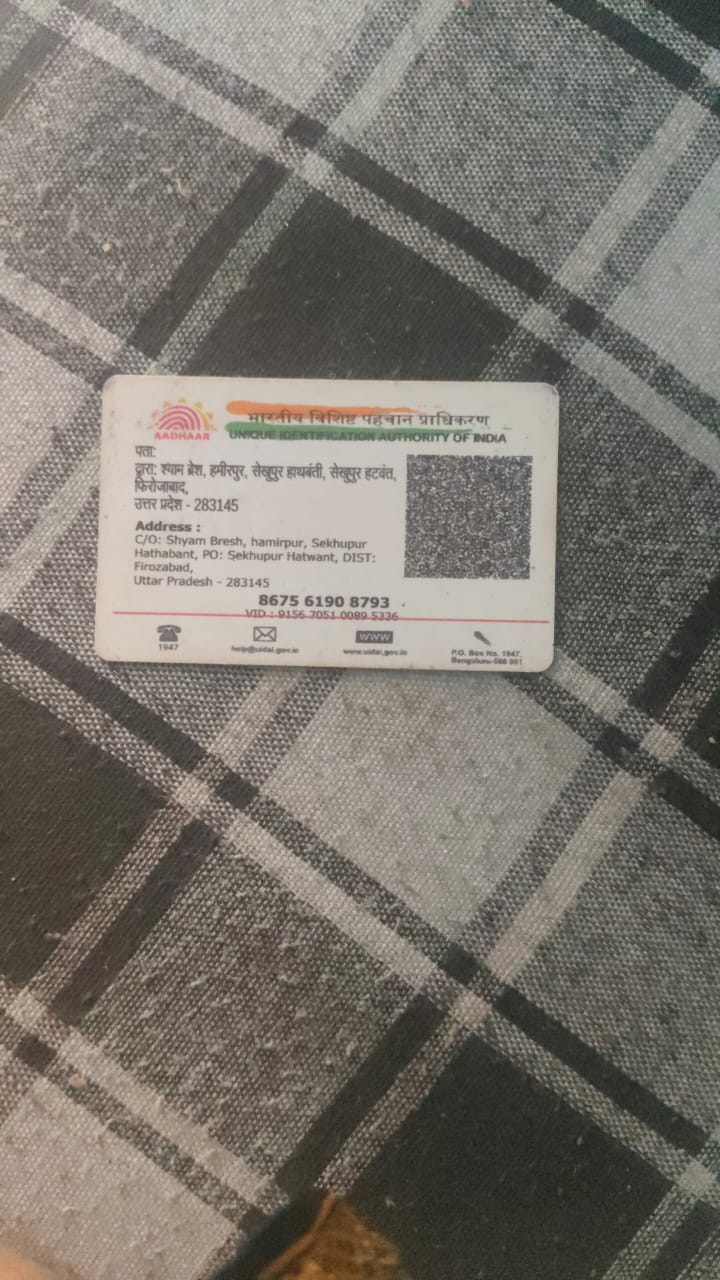 AADHAAR
भारतीय विशिष्ट पहचान प्राधिकरण
UNIQUE IDENTIFICATION AUTHORITY OF INDIA
पता:
द्वारा: श्याम ब्रेश, हमीरपुर, सेखूपुर हाथबंती, सेखूपुर हटवंत,
फिरोजाबाद,
उत्तर प्रदेश - 283145
Address :
C/O: Shyam Bresh, hamirpur, Sekhupur
Hathabant, PO: Sekhupur Hatwant, DIST:
Firozabad,
Uttar Pradesh - 283145
8675 6190 8793
VID : 9156 7051 0089 5336
1947
help@uidai.gov.in
www
www.uidai.gov.in
P.O. Box No. 1947,
Bengaluru-560 001